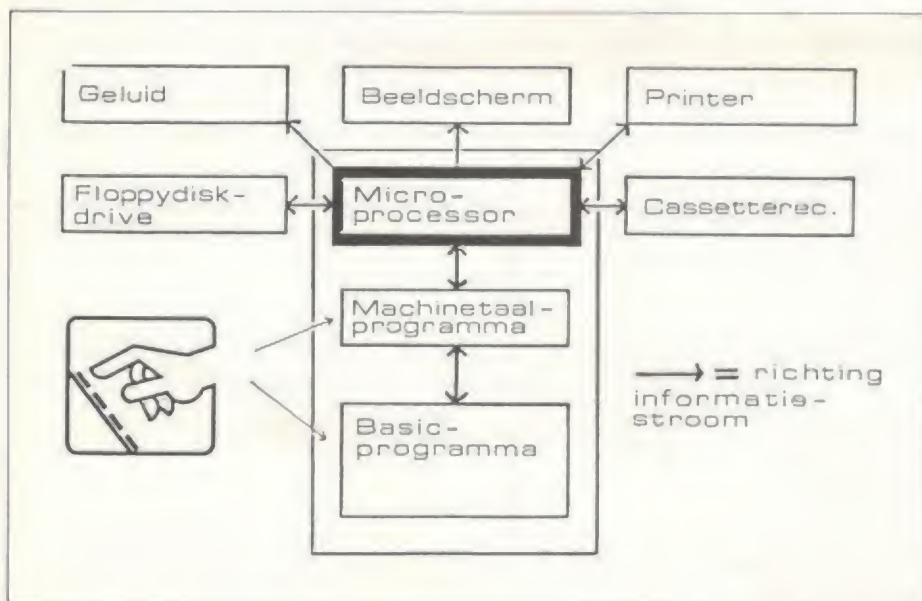 Geluid
Beeldscherm
Printer
Floppydisk-
drive
Micro-
processor
Cassetterec.
Machinetaal-
programma
Basic-
programma
= richting
informatie-
stroom